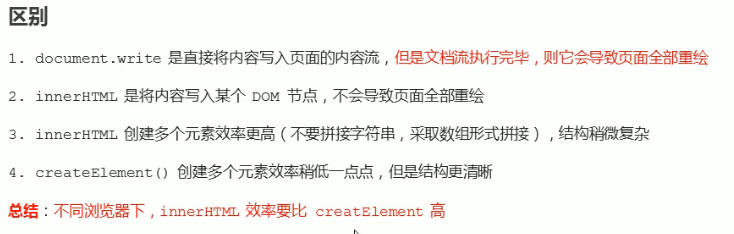 区别
1. document.write 是直接将内容写入页面的内容流，但是文档流执行完毕，则它会导致页面全部重绘
2. innerHTML 是将内容写入某个 DOM 节点，不会导致页面全部重绘
3. innerHTML 创建多个元素效率更高（不要拼接字符串，采取数组形式拼接），结构稍微复杂
4. createElement() 创建多个元素效率稍低一点点，但是结构更清晰
总结：不同浏览器下，innerHTML 效率要比 creatElement 高